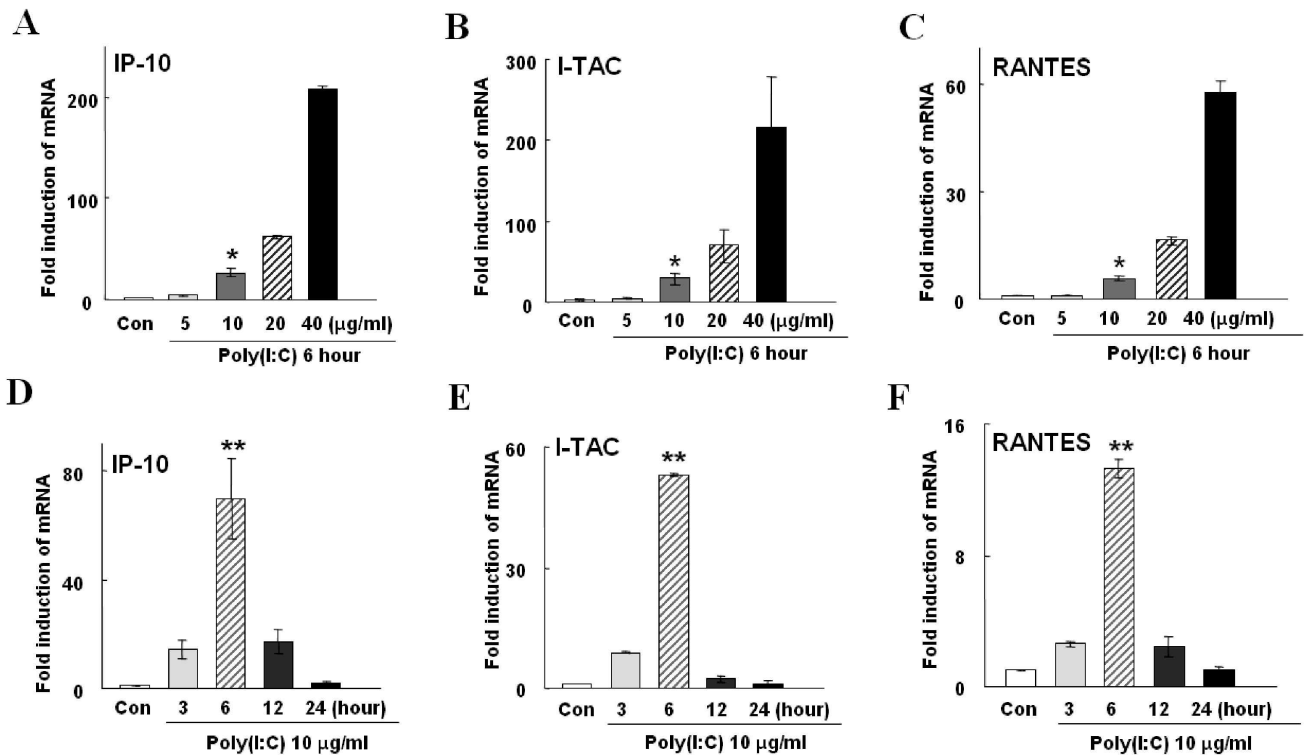 A
IP-10
Fold induction of mRNA
200
100
0
*
Con 5 10 20 40 (μg/ml)
Poly(I:C) 6 hour
B
I-TAC
Fold induction of mRNA
300
200
100
0
*
Con 5 10 20 40 (μg/ml)
Poly(I:C) 6 hour
C
RANTES
Fold induction of mRNA
60
30
0
*
Con 5 10 20 40 (μg/ml)
Poly(I:C) 6 hour
D
IP-10
Fold induction of mRNA
80
40
0
**
Con 3 6 12 24 (hour)
Poly(I:C) 10 μg/ml
E
I-TAC
Fold induction of mRNA
60
30
0
**
Con 3 6 12 24 (hour)
Poly(I:C) 10 μg/ml
F
RANTES
Fold induction of mRNA
16
8
0
**
Con 3 6 12 24 (hour)
Poly(I:C) 10 μg/ml